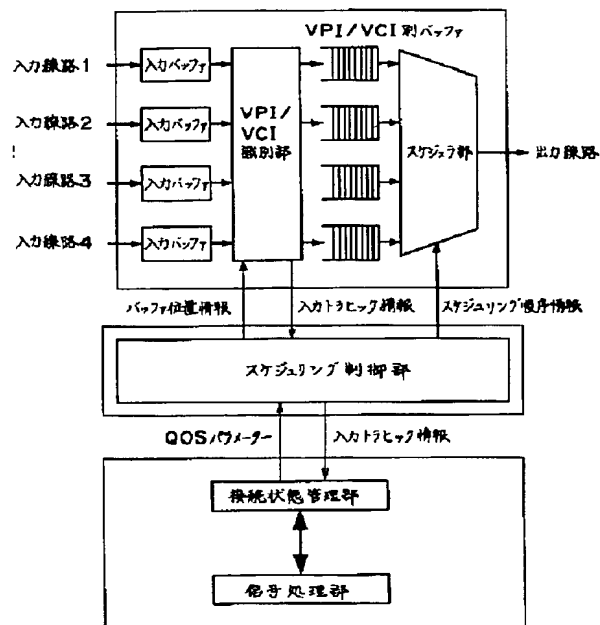 VPI/VCI別バッファ
入力線路1
入力バッファ
入力線路2
入力バッファ
VPI/
VCI
識別部
スケジュラ部
出力線路
入力線路3
入力バッファ
入力線路4
入力バッファ
バッファ位置情報
入力トラヒック情報
スケジュリング順序情報
スケジュリング制御部
QOSパラメーター
入力トラヒック情報
接続状態管理部
信号処理部